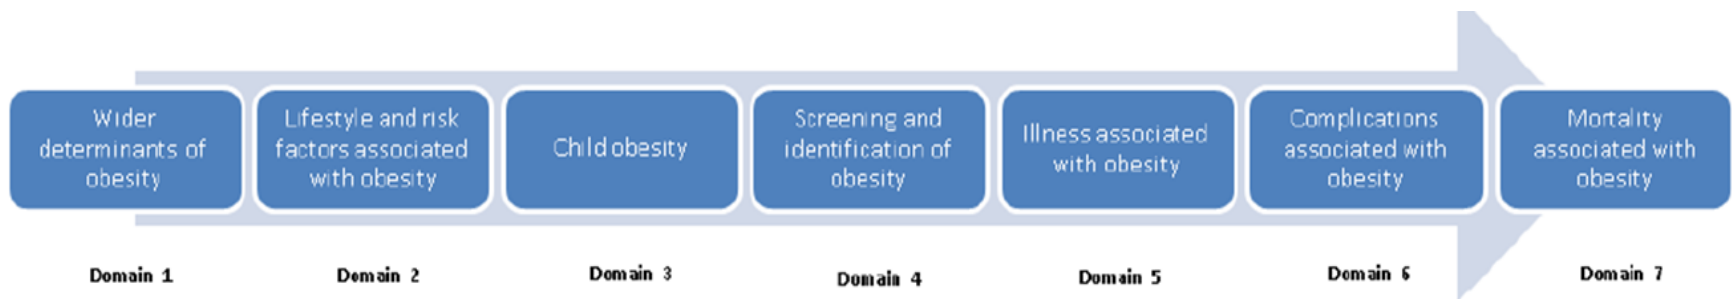 Wider
determinants of
obesity
Lifestyle and risk
factors associated
with obesity
Child obesity
Screening and
identification of
obesity
Illness associated
with obesity
Complications
associated with
obesity
Mortality
associated with
obesity
Domain 1
Domain 2
Domain 3
Domain 4
Domain 5
Domain 6
Domain 7